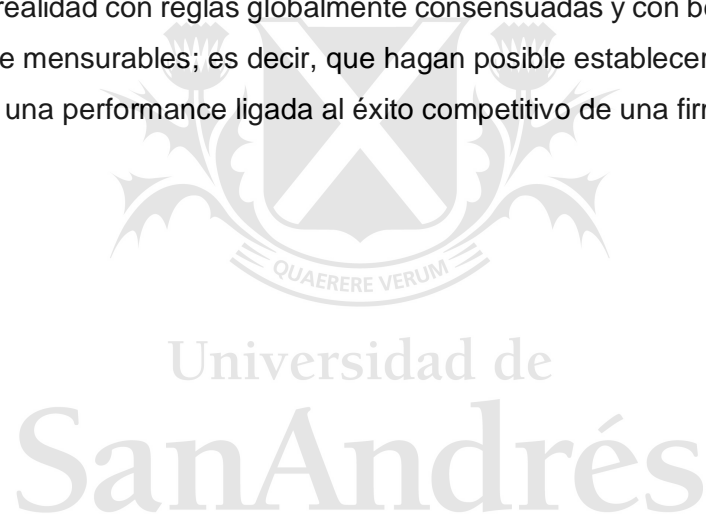 realidad con reglas globalmente consensuadas y con be
e mensurables; es decir, que hagan posible establecer
una performance ligada al éxito competitivo de una fir
QUAERERE VERUM
Universidad de
SanAndrés